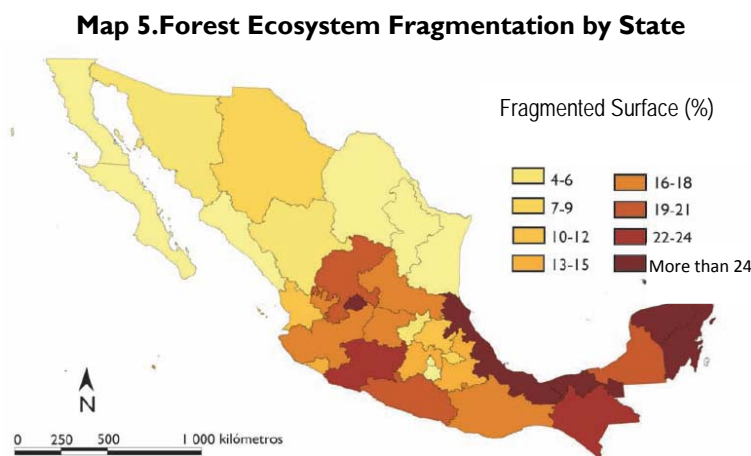 Map 5.Forest Ecosystem Fragmentation by State
Fragmented Surface (%)
4-6
7-9
10-12
13-15
16-18
19-21
22-24
More than 24
N
0 250 500 1 000 kilómetros